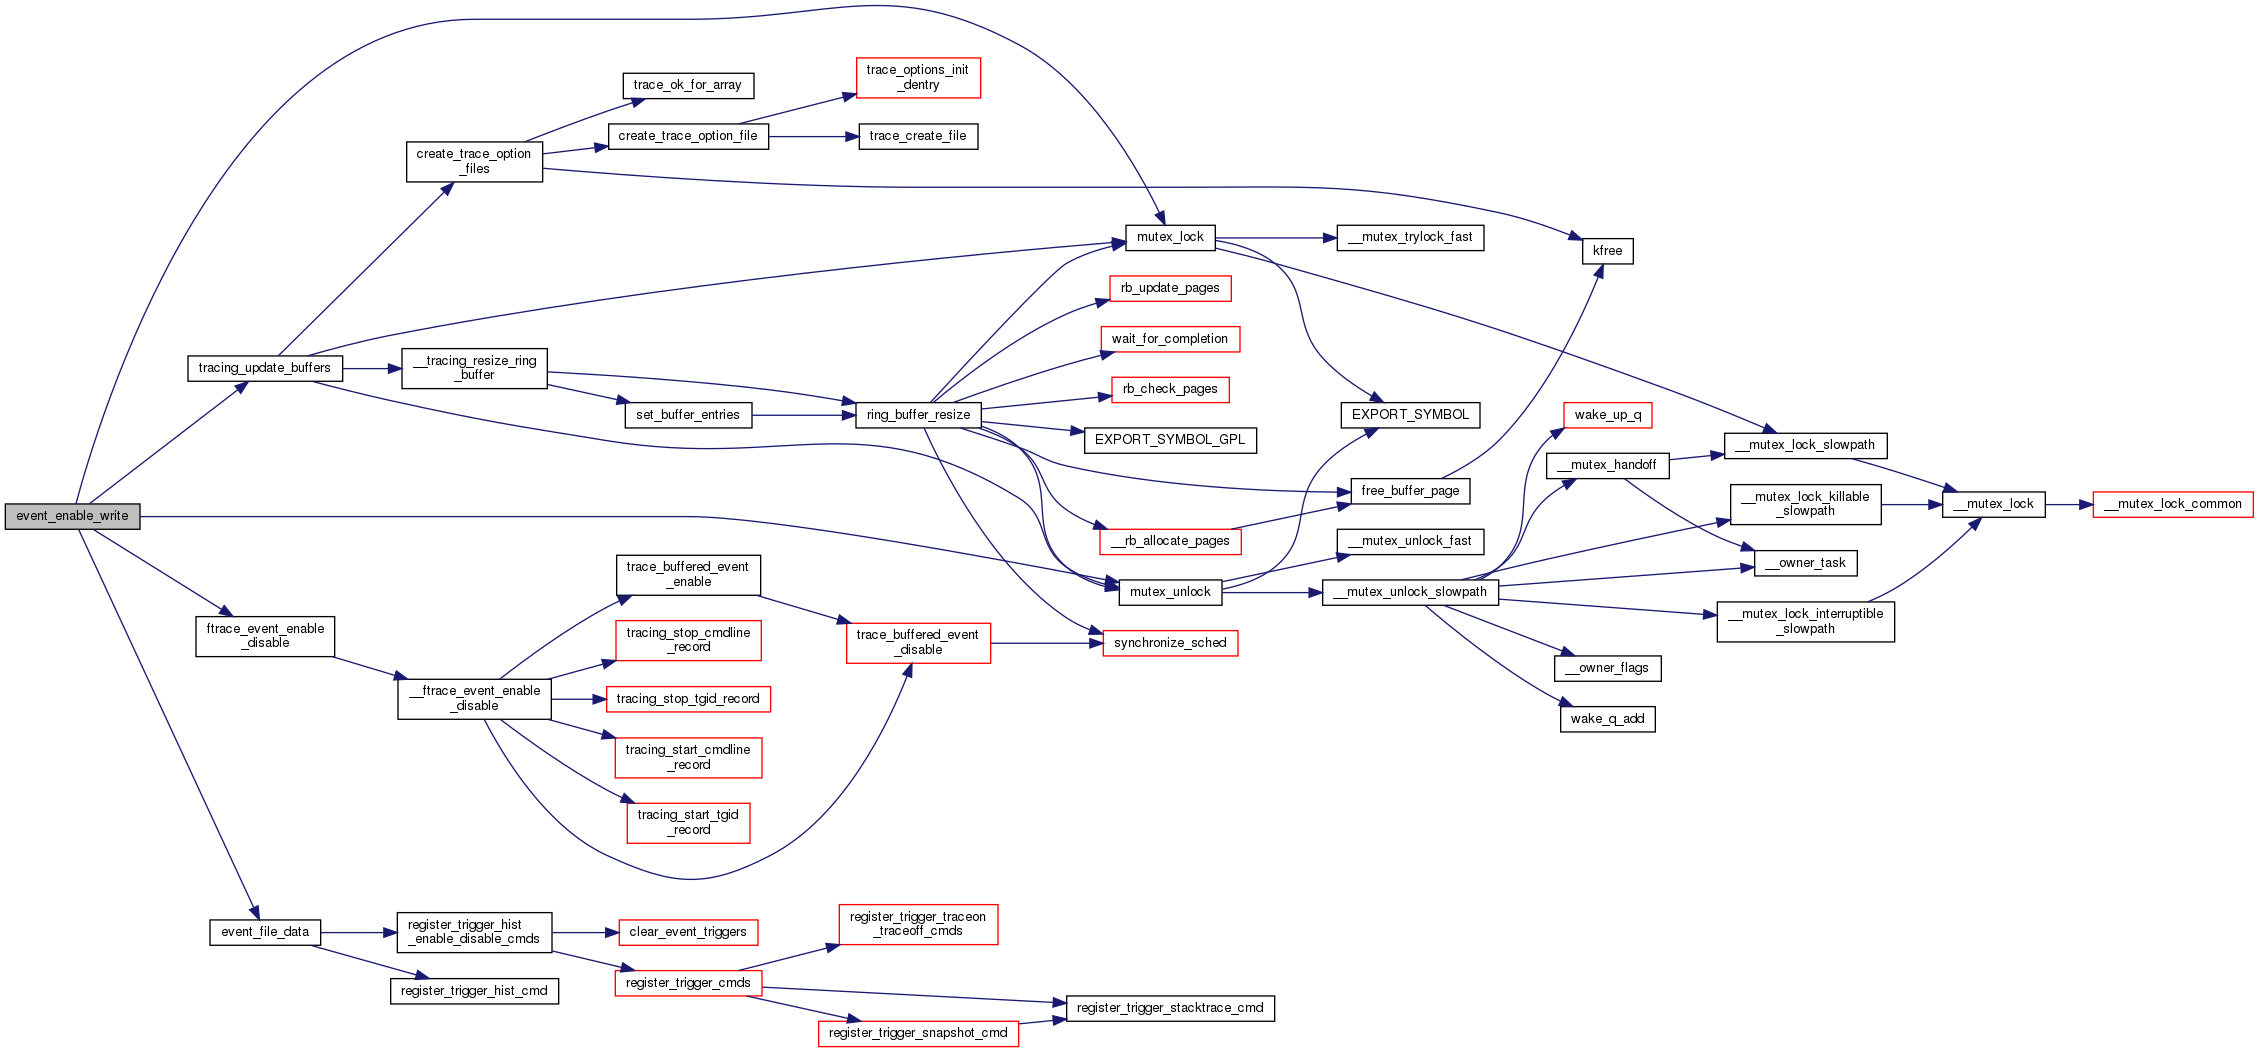 event_enable_write
tracing_update_buffers
ftrace_event_enable
_disable
event_file_data
create_trace_option
_files
__tracing_resize_ring
_buffer
__ftrace_event_enable
_disable
register_trigger_hist
_enable_disable_cmds
register_trigger_hist_cmd
trace_ok_for_array
create_trace_option_file
set_buffer_entries
trace_buffered_event
_enable
tracing_stop_cmdline
_record
tracing_stop_tgid_record
tracing_start_cmdline
_record
tracing_start_tgid
_record
clear_event_triggers
register_trigger_cmds
trace_options_init
_dentry
trace_create_file
ring_buffer_resize
trace_buffered_event
_disable
register_trigger_traceon
_traceoff_cmds
register_trigger_snapshot_cmd
mutex_lock
rb_update_pages
wait_for_completion
rb_check_pages
EXPORT_SYMBOL_GPL
__rb_allocate_pages
mutex_unlock
synchronize_sched
register_trigger_stacktrace_cmd
__mutex_trylock_fast
EXPORT_SYMBOL
free_buffer_page
__mutex_unlock_fast
__mutex_unlock_slowpath
kfree
wake_up_q
__mutex_handoff
__owner_flags
wake_q_add
__mutex_lock_slowpath
__mutex_lock_killable
_slowpath
__owner_task
__mutex_lock_interruptible
_slowpath
__mutex_lock
__mutex_lock_common